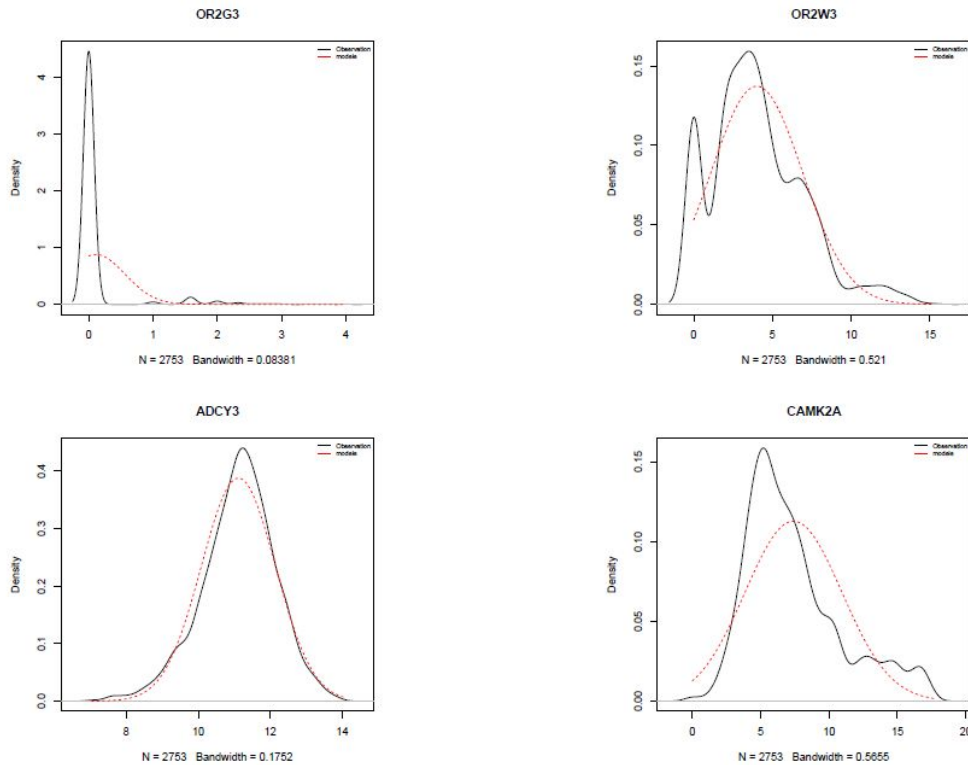 OR2G3
Observation
models
Density
0
1
2
3
4
0
1
2
3
4
N = 2753 Bandwidth = 0.08381
OR2W3
Observation
models
Density
0.00
0.05
0.10
0.15
0
5
10
15
N = 2753 Bandwidth = 0.521
ADCY3
Observation
models
Density
0.0
0.1
0.2
0.3
0.4
8
10
12
14
N = 2753 Bandwidth = 0.1752
CAMK2A
Observation
models
Density
0.00
0.05
0.10
0.15
0
5
10
15
20
N = 2753 Bandwidth = 0.5655